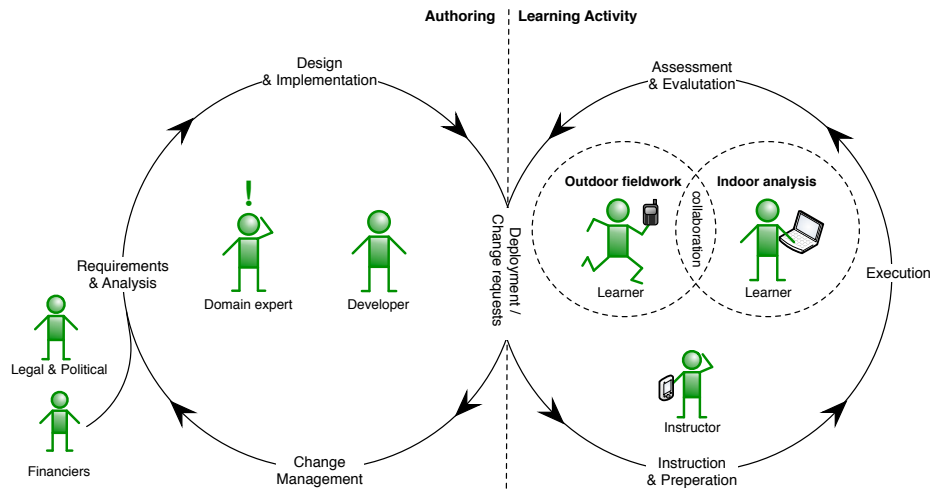 Authoring
Learning Activity
Design
& Implementation
Assessment
& Evalutation
!
Outdoor fieldwork
Indoor analysis
collaboration
Deployment /
Change requests
Requirements
& Analysis
Domain expert
Developer
Learner
Learner
Execution
Legal & Political
Financiers
Instructor
Change
Management
Instruction
& Preperation